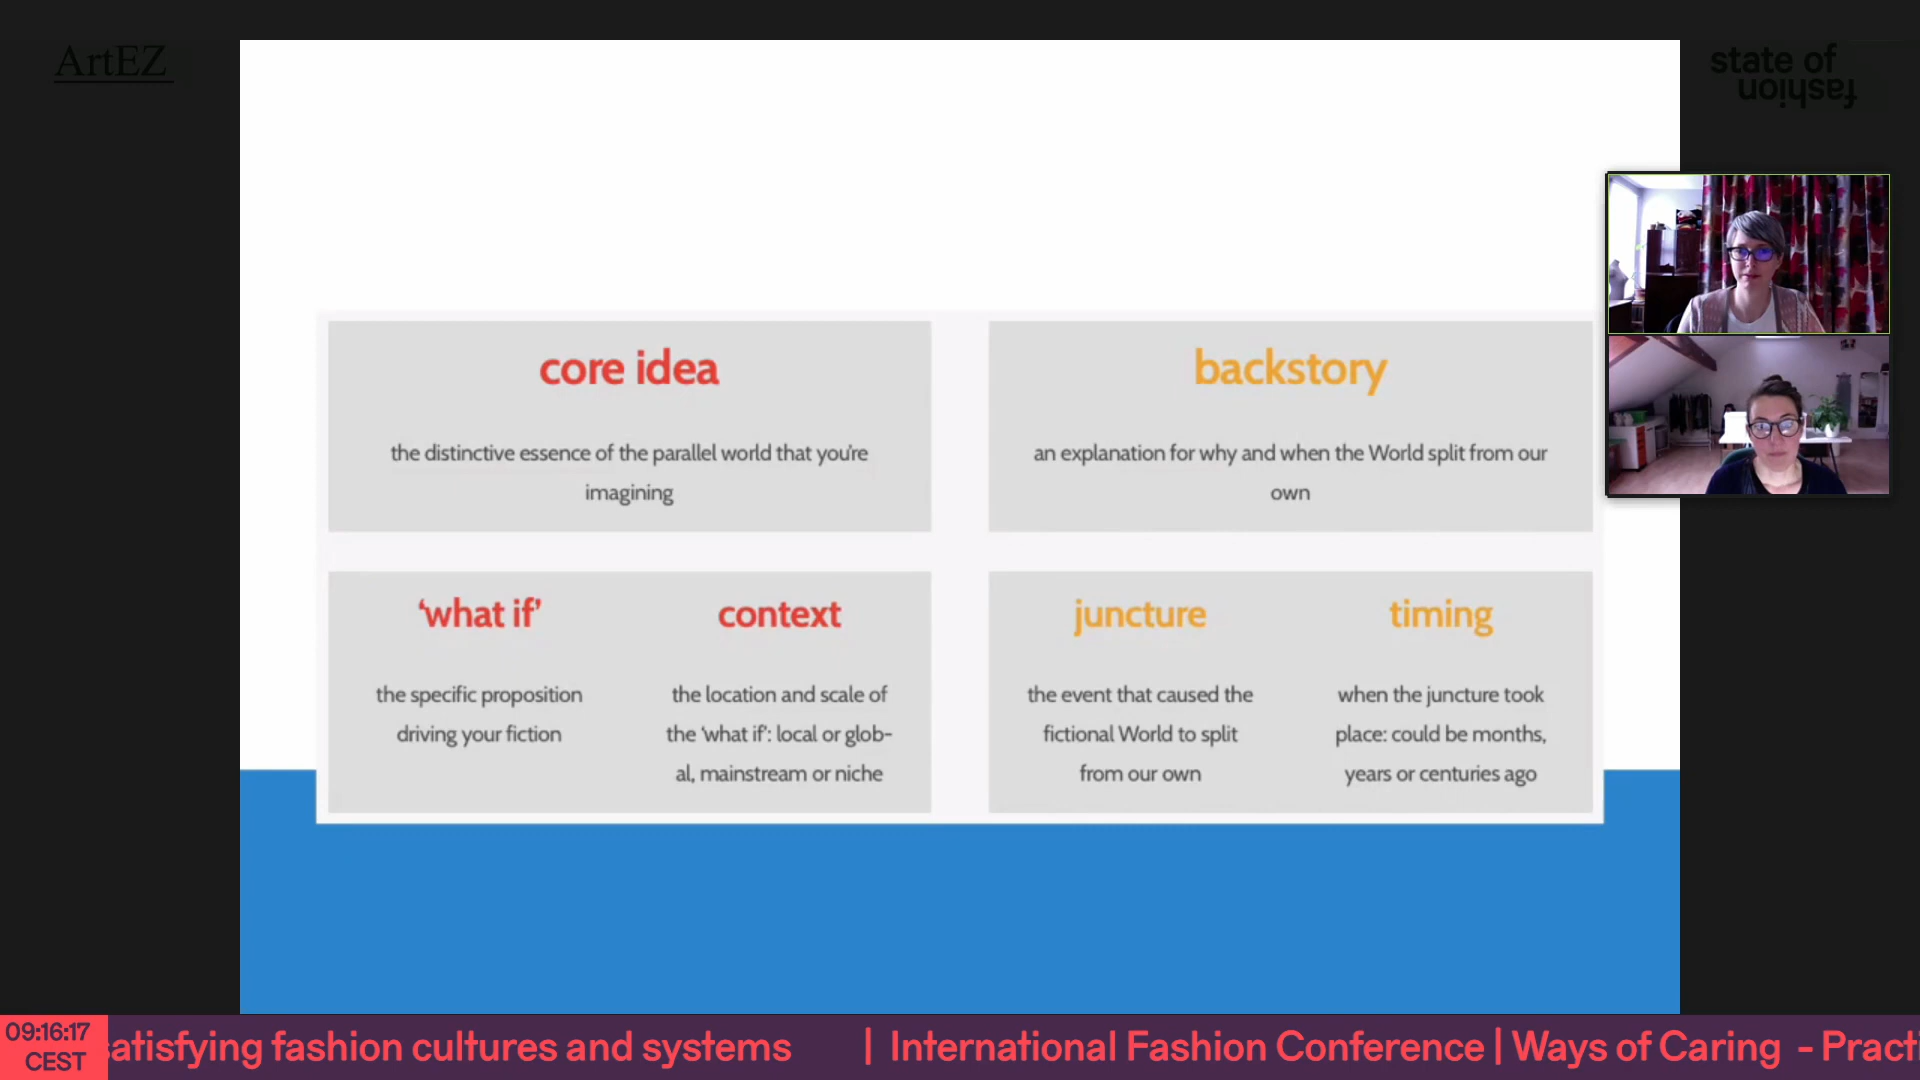 ArtEZ
state of
fashion
core idea
the distinctive essence of the parallel world that you're
imagining
backstory
an explanation for why and when the World split from our
own
‘what if’
the specific proposition
driving your fiction
context
the location and scale of
the ‘what if’: local or glob-
al, mainstream or niche
juncture
the event that caused the
fictional World to split
from our own
timing
when the juncture took
place: could be months,
years or centuries ago
09:16:17
CEST
atisfying fashion cultures and systems | International Fashion Conference | Ways of Caring - Practi